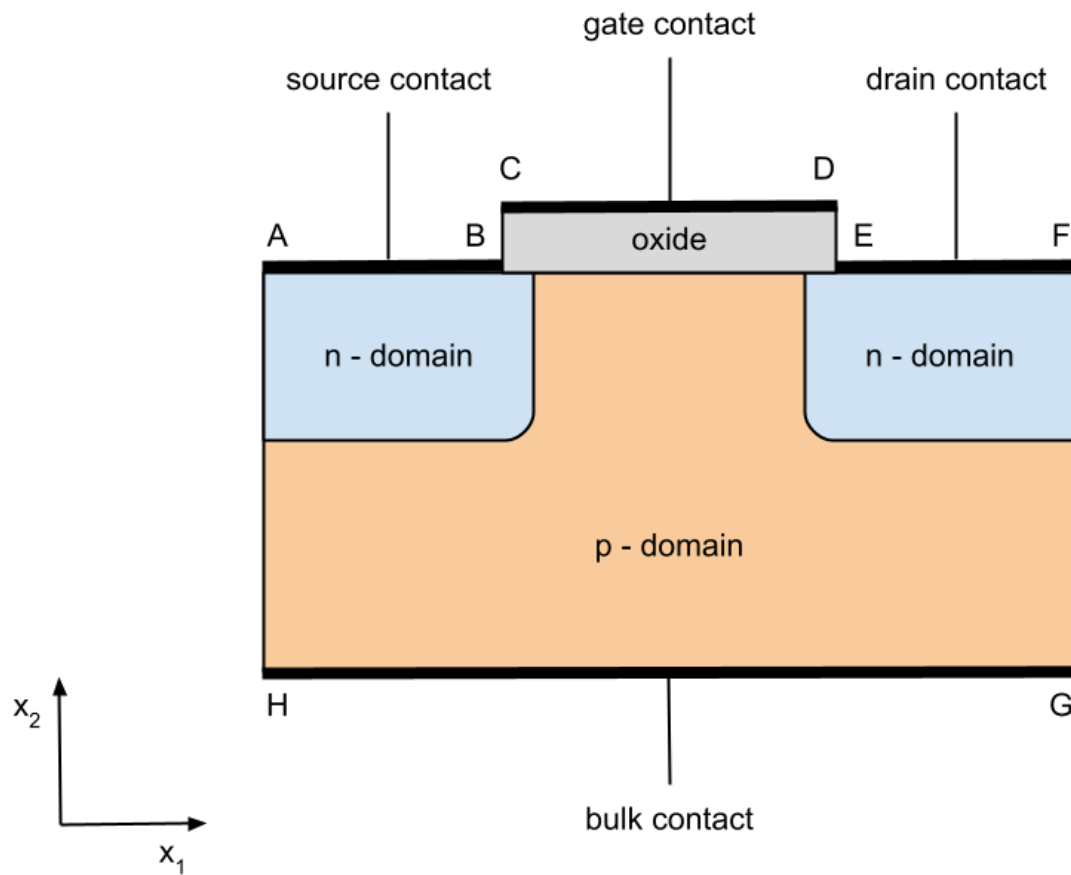 gate contact
source contact
drain contact
C
D
A
B
oxide
E
F
n - domain
n - domain
p - domain
x₂
H
G
x₁
bulk contact